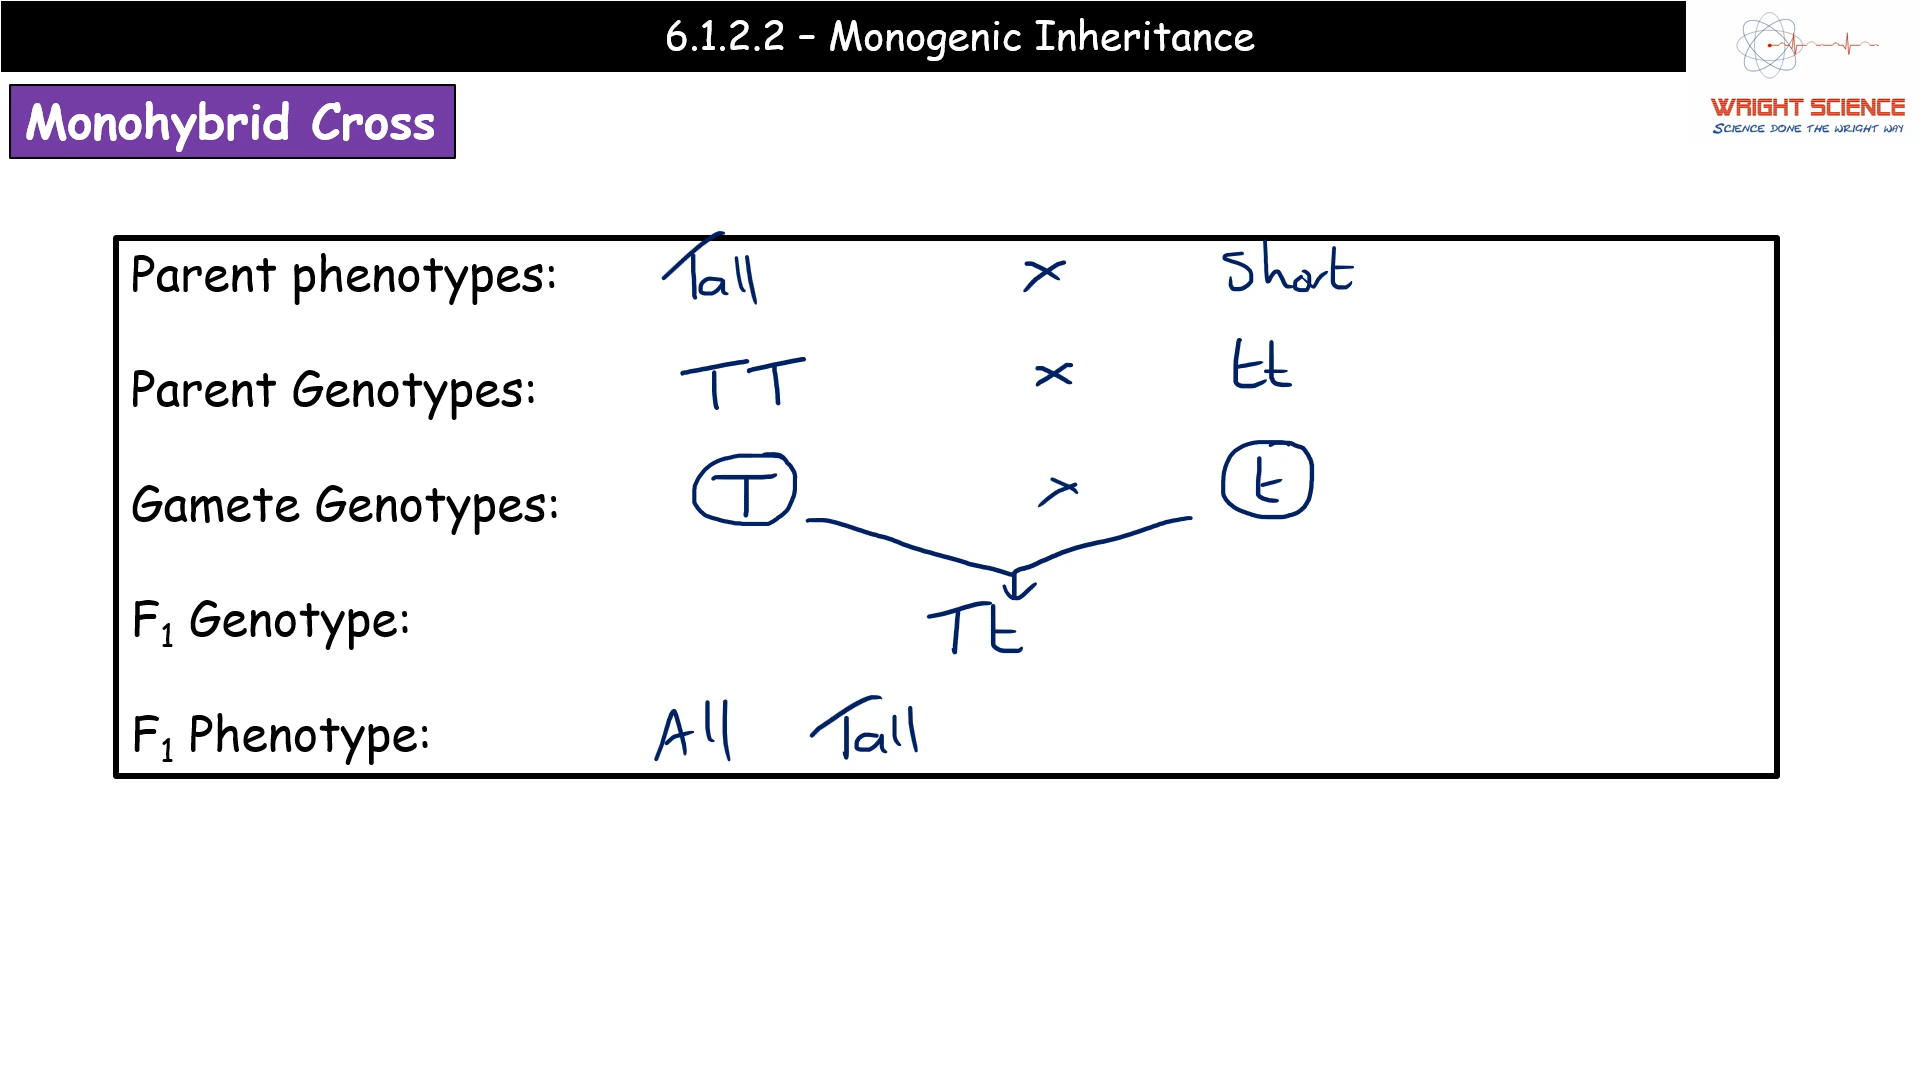 6.1.2.2 – Monogenic Inheritance
WRIGHT SCIENCE
SCIENCE DONE THE WRIGHT WAY
Monohybrid Cross
Parent phenotypes: Tall x Short
Parent Genotypes: TT x tt
Gamete Genotypes: T x t
F₁ Genotype: Tt
F₁ Phenotype: All Tall